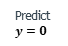 Predict
y = 0